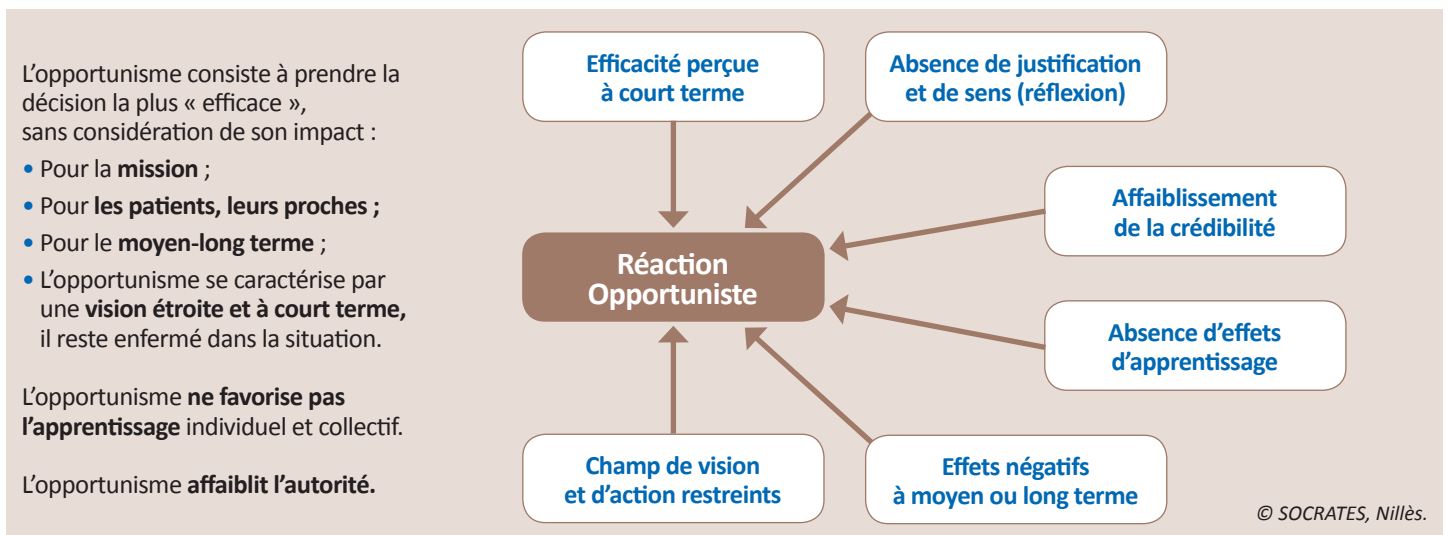 L’opportunisme consiste à prendre la
décision la plus « efficace »,
sans considération de son impact :
• Pour la mission ;
• Pour les patients, leurs proches ;
• Pour le moyen-long terme ;
• L’opportunisme se caractérise par
une vision étroite et à court terme,
il reste enfermé dans la situation.
L’opportunisme ne favorise pas
l’apprentissage individuel et collectif.
L’opportunisme affaiblit l’autorité.
Efficacité perçue
à court terme
Absence de justification
et de sens (réflexion)
Affaiblissement
de la crédibilité
Réaction
Opportuniste
Absence d’effets
d’apprentissage
Champ de vision
et d’action restreints
Effets négatifs
à moyen ou long terme
© SOCRATES, Nillès.